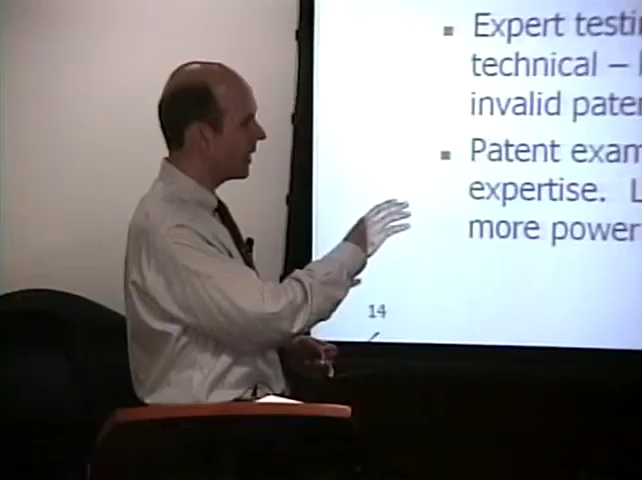 Expert testi
technical –
invalid pate
Patent exam
expertise. L
more power
14